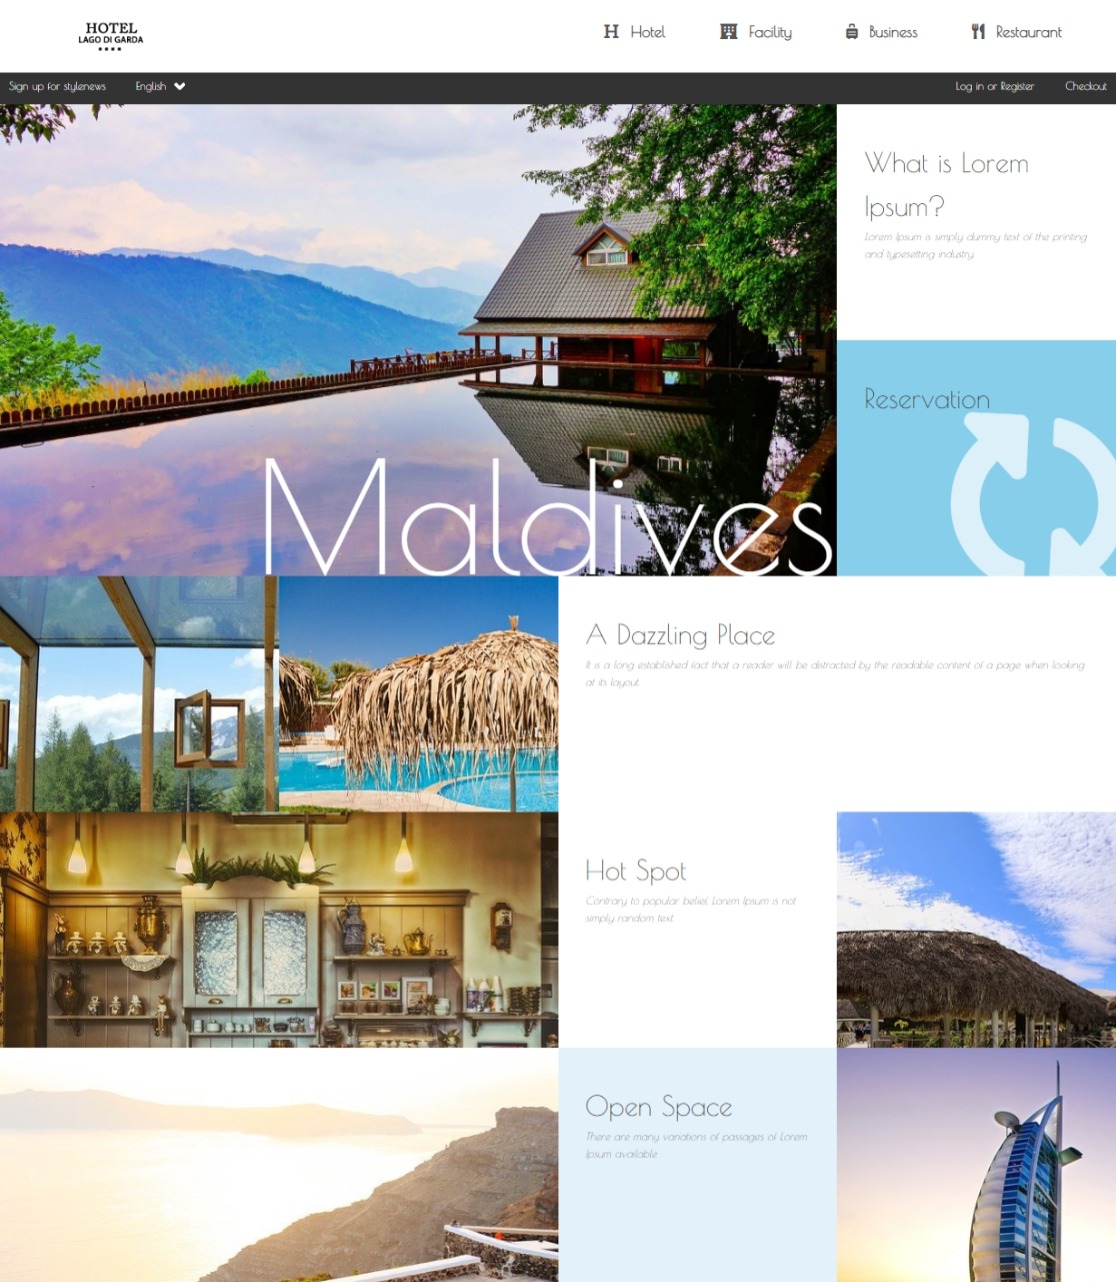 HOTEL
LAGO DI GARDA
H Hotel
Facility
Business
Restaurant
Sign up for stylenews
English
Log in or Register
Checkout
What is Lorem
Ipsum?
Lorem Ipsum is simply dummy text of the printing
and typesetting industry.
Reservation
Maldives
A Dazzling Place
It is a long established fact that a reader will be distracted by the readable content of a page when looking
at its layout.
Hot Spot
Contrary to popular belief, Lorem Ipsum is not
simply random text.
Open Space
There are many variations of passages of Lorem
Ipsum available